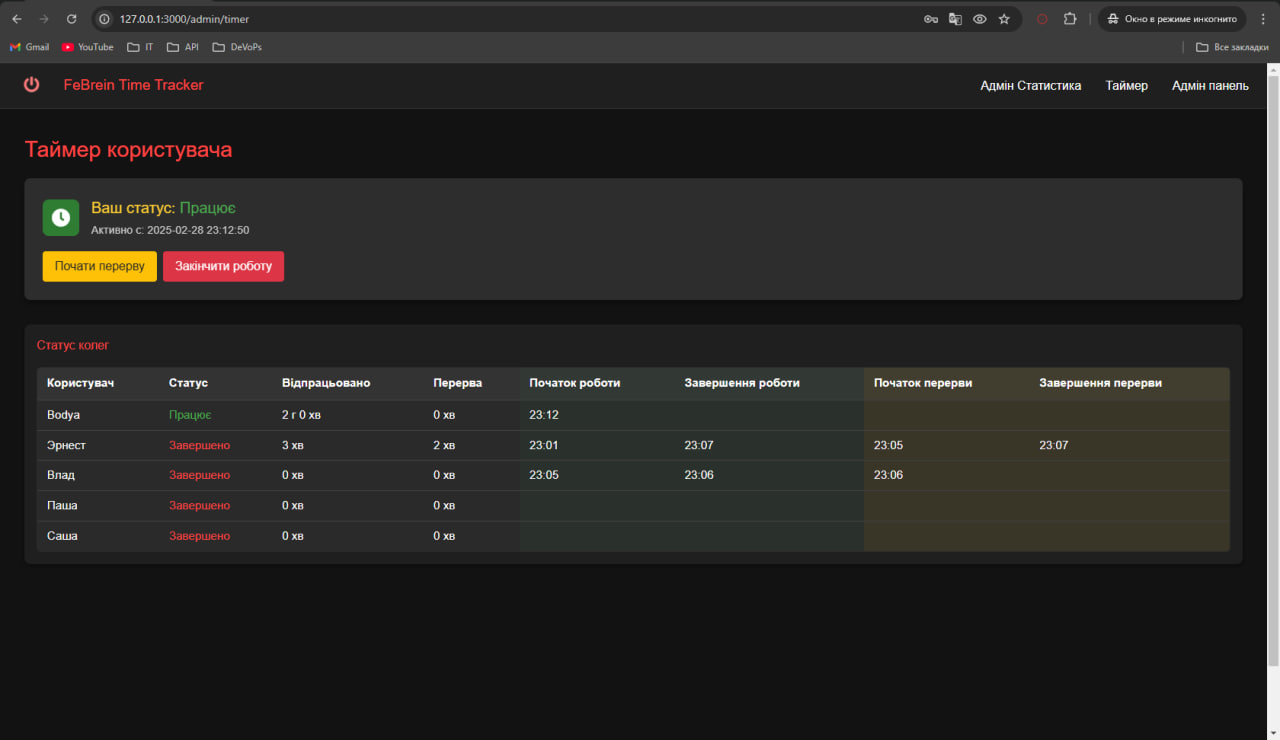 127.0.0.1:3000/admin/timer
Окно в режиме инкогнито
Gmail YouTube IT API DeVoPs Все закладки
FeBrein Time Tracker Адмін Статистика Таймер Адмін панель
Таймер користувача
Ваш статус: Працює
Активно с: 2025-02-28 23:12:50
Почати перерву Закінчити роботу
Статус колег
Користувач Статус Відпрацьовано Перерва Початок роботи Завершення роботи Початок перерви Завершення перерви
Bodya Працює 2 г 0 хв 0 хв 23:12
Эрнест Завершено 3 хв 2 хв 23:01 23:07 23:05 23:07
Влад Завершено 0 хв 0 хв 23:05 23:06 23:06
Паша Завершено 0 хв 0 хв
Саша Завершено 0 хв 0 хв